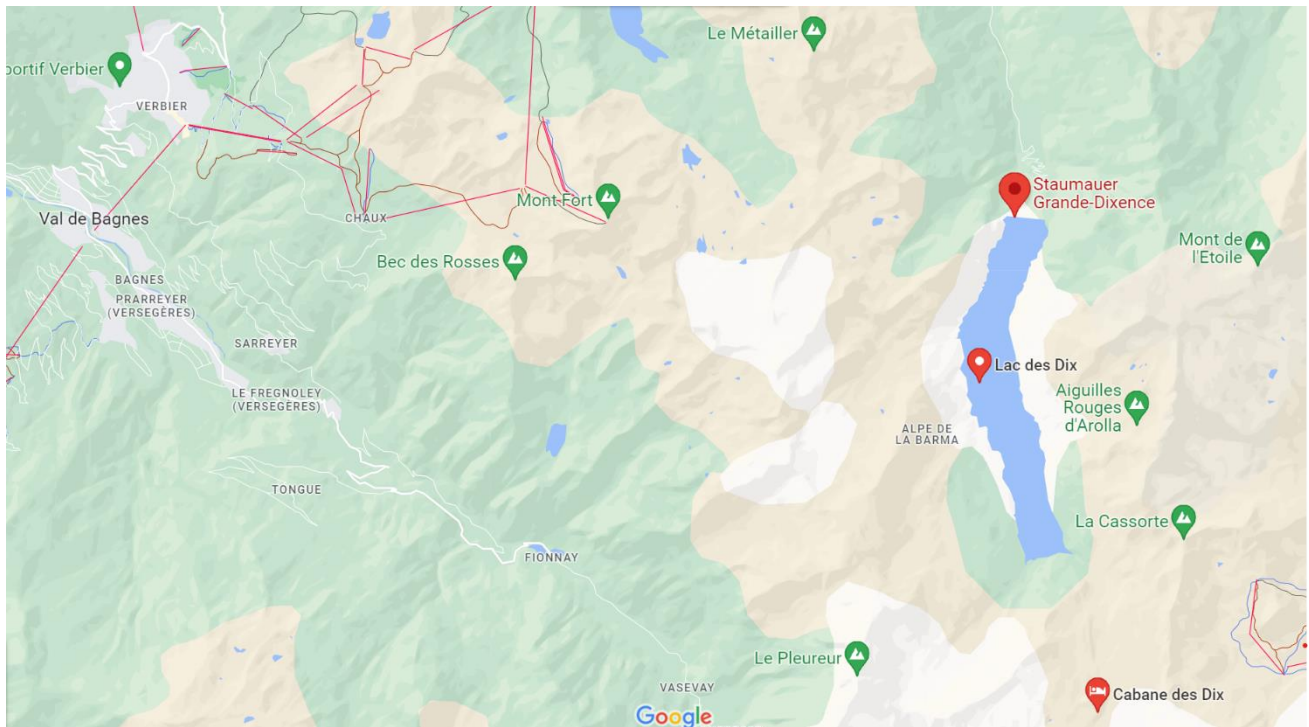 Le Métailler
portif Verbier
VERBIER
Staumauer
Grande-Dixence
Mont Fort
Val de Bagnes
CHAUX
Mont de
l'Etoile
Bec des Rosses
BAGNES
PRARREYER
(VERSEGÈRES)
SARREYER
Lac des Dix
LE FREGNOLEY
(VERSEGÈRES)
Aiguilles
Rouges
d'Arolla
ALPE DE
LA BARMA
TONGUE
La Cassorte
FIONNAY
Le Pleureur
VASEVAY
Cabane des Dix
Google